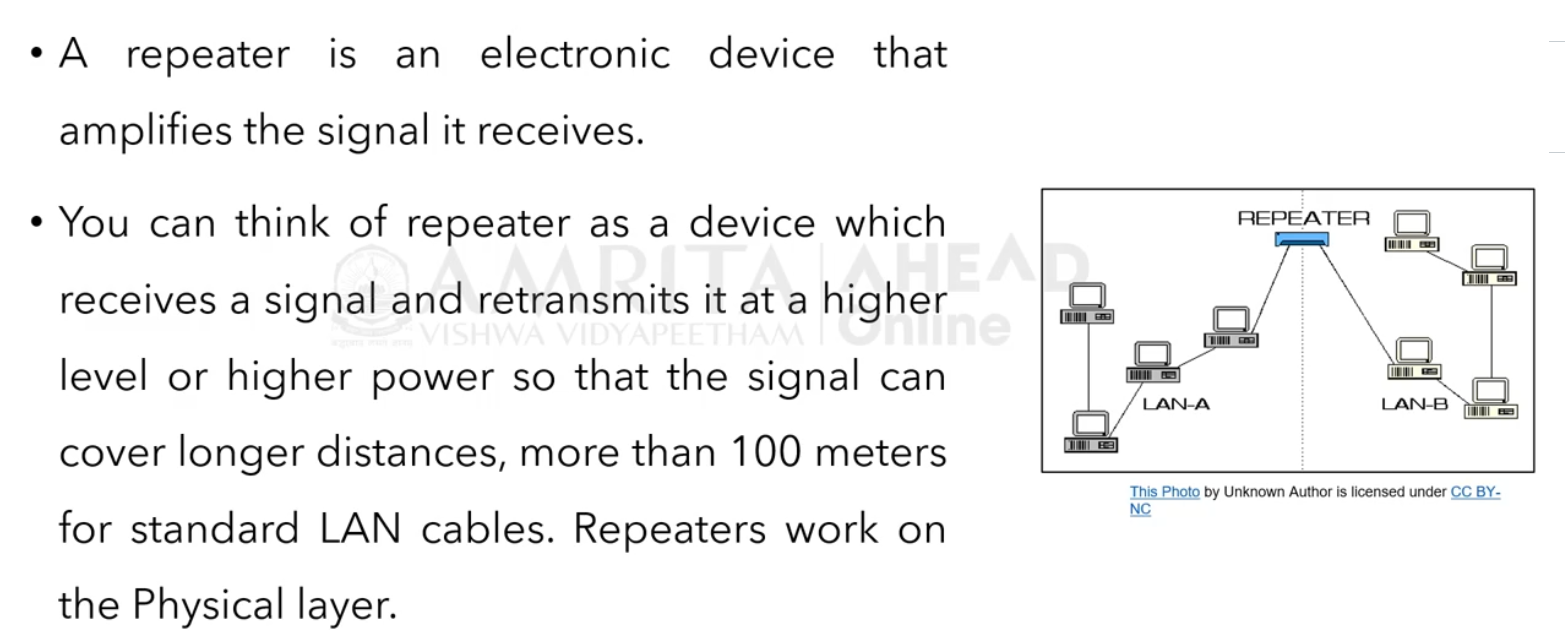 • A repeater is an electronic device that
amplifies the signal it receives.
• You can think of repeater as a device which
receives a signal and retransmits it at a higher
level or higher power so that the signal can
cover longer distances, more than 100 meters
for standard LAN cables. Repeaters work on
the Physical layer.
AMRITA AHEAD
VISHWA VIDYAPEETHAM Online
REPEATER
LAN-A
LAN-B
This Photo by Unknown Author is licensed under CC BY-
NC